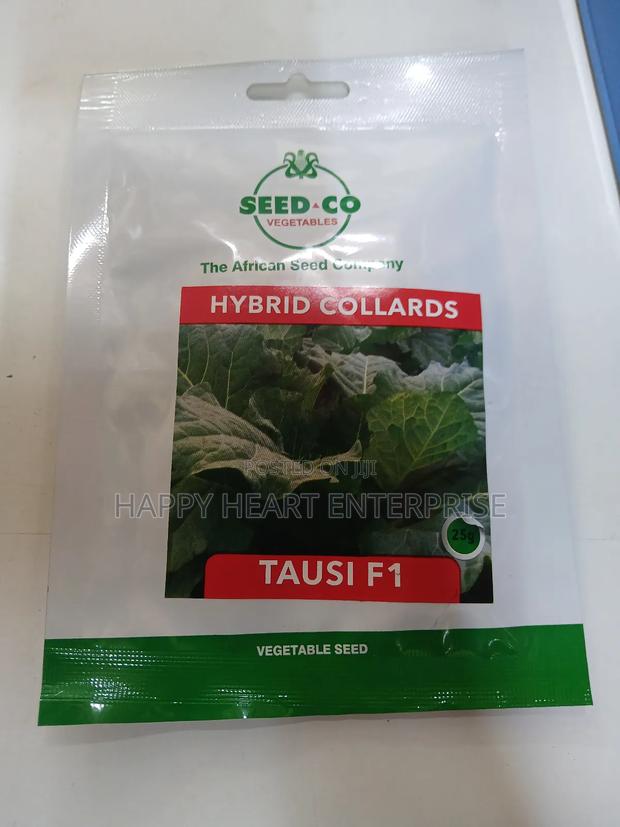 SEED CO
VEGETABLES
The African Seed Company
HYBRID COLLARDS
POSTED ON JIJI
HAPPY HEART ENTERPRISE
25g
TAUSI F1
VEGETABLE SEED